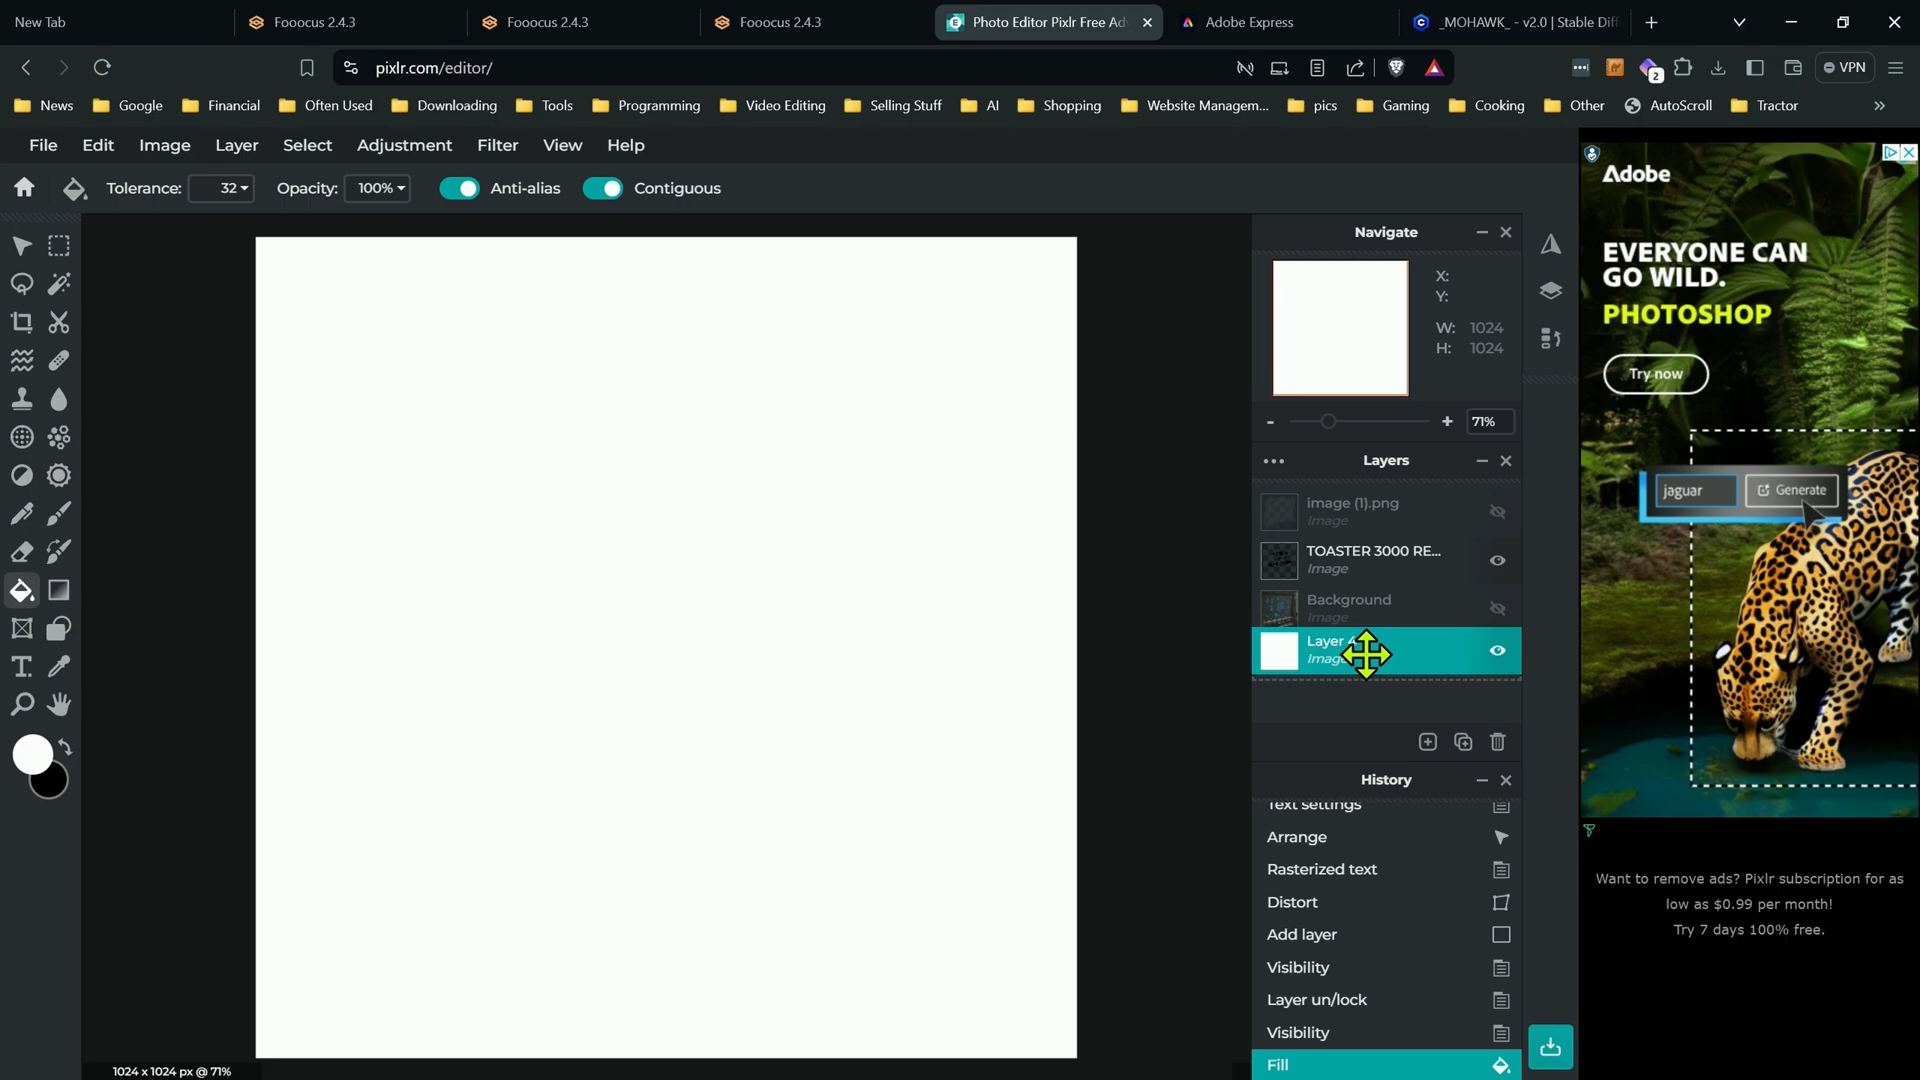 New Tab
Fooocus 2.4.3
Fooocus 2.4.3
Fooocus 2.4.3
Photo Editor Pixlr Free Ad
Adobe Express
_MOHAWK_ - v2.0 | Stable Diff
pixlr.com/editor/
2
VPN
News
Google
Financial
Often Used
Downloading
Tools
Programming
Video Editing
Selling Stuff
AI
Shopping
Website Managem...
pics
Gaming
Cooking
Other
AutoScroll
Tractor
File Edit Image Layer Select Adjustment Filter View Help
Tolerance: 32
Opacity: 100%
Anti-alias
Contiguous
Navigate
X:
Y:
W: 1024
H: 1024
71%
Layers
image (1).png
Image
TOASTER 3000 RE...
Image
Background
Image
Layer 4
Image
History
Text settings
Arrange
Rasterized text
Distort
Add layer
Visibility
Layer un/lock
Visibility
Fill
1024 x 1024 px @ 71%
Adobe
EVERYONE CAN
GO WILD.
PHOTOSHOP
Try now
jaguar
Generate
Want to remove ads? Pixlr subscription for as
low as $0.99 per month!
Try 7 days 100% free.